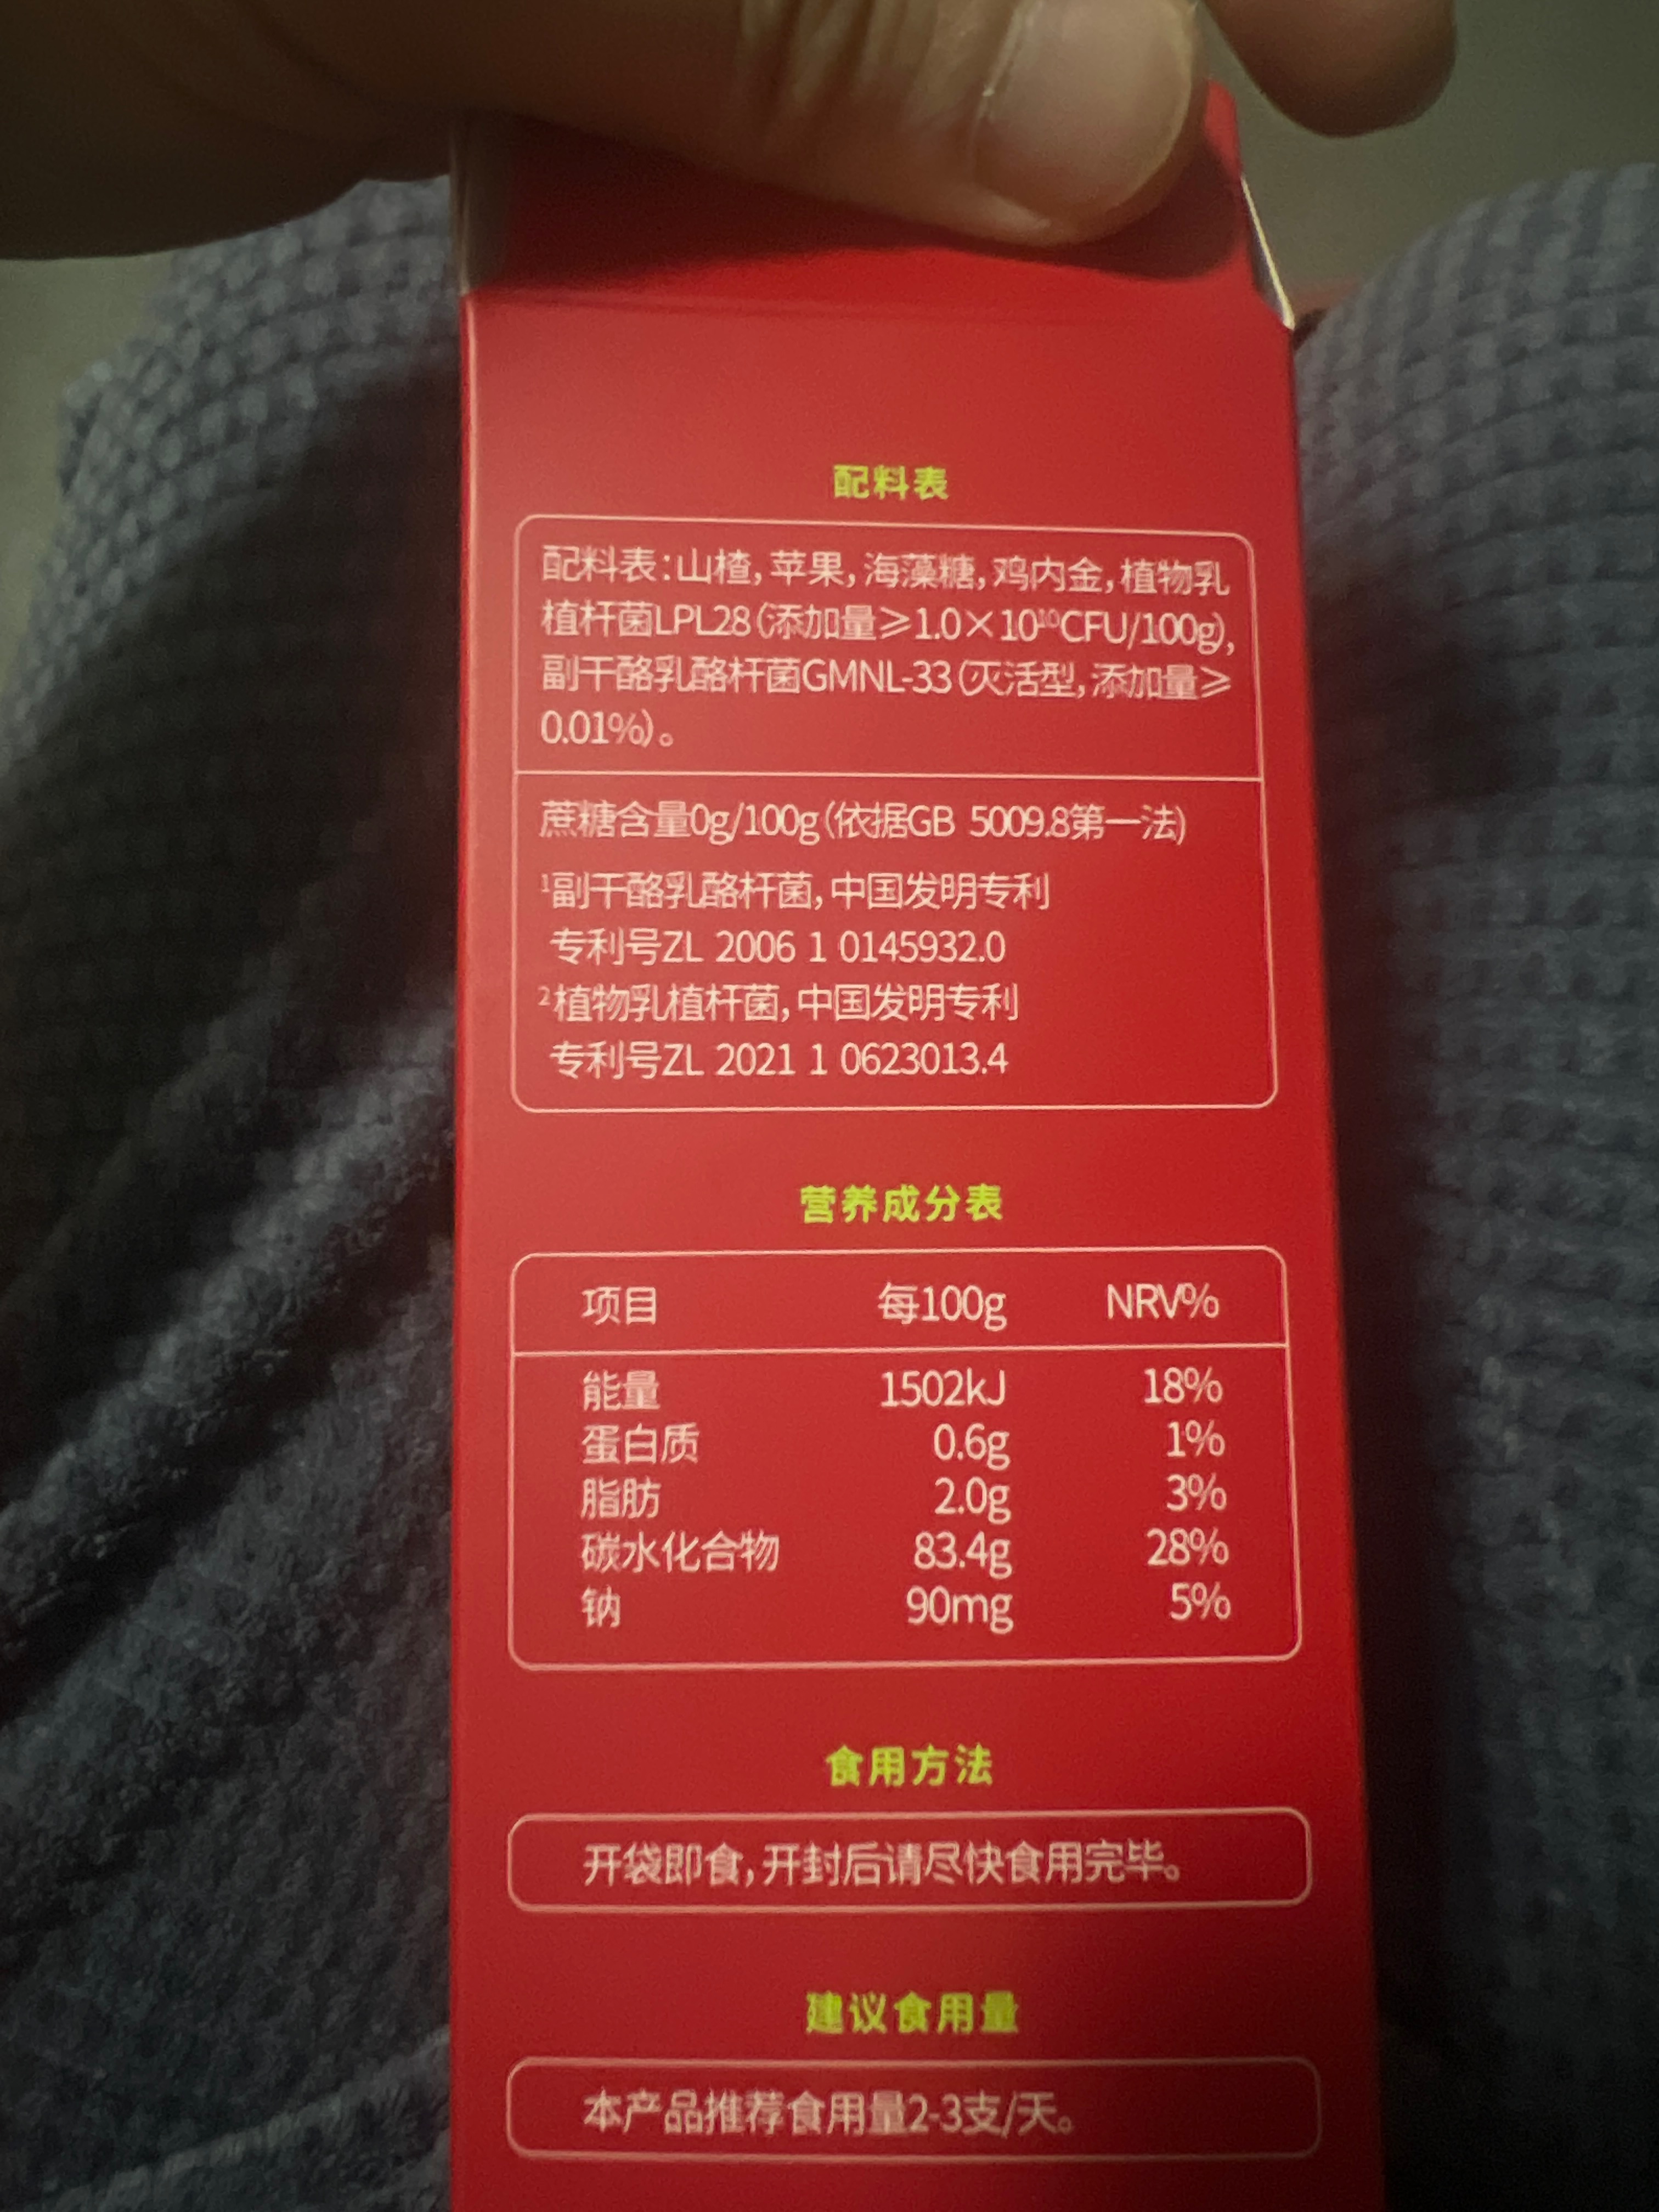 配料表
配料表:山楂,苹果,海藻糖,鸡内金,植物乳
植杆菌LPL28(添加量≥1.0×10¹⁰CFU/100g),
副干酪乳酪杆菌GMNL-33(灭活型,添加量≥
0.01%)。
蔗糖含量0g/100g(依据GB 5009.8第一法)
¹副干酪乳酪杆菌,中国发明专利
专利号ZL 2006 1 0145932.0
²植物乳植杆菌,中国发明专利
专利号ZL 2021 1 0623013.4
营养成分表
项目 每100g NRV%
能量 1502kJ 18%
蛋白质 0.6g 1%
脂肪 2.0g 3%
碳水化合物 83.4g 28%
钠 90mg 5%
食用方法
开袋即食,开封后请尽快食用完毕。
建议食用量
本产品推荐食用量2-3支/天。